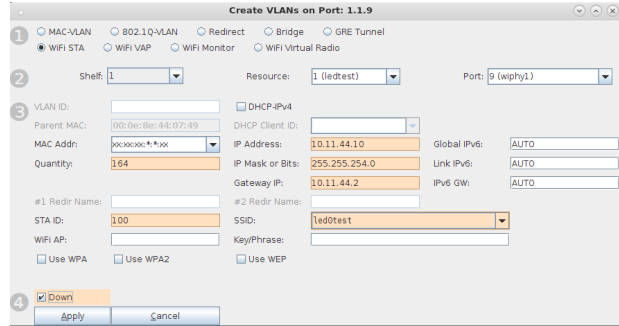 Create VLANs on Port: 1.1.9
1 MAC-VLAN 802.1Q-VLAN Redirect Bridge GRE Tunnel
WiFi STA WiFi VAP WiFi Monitor WiFi Virtual Radio
2 Shelf: 1 Resource: 1 (ledtest) Port: 9 (wiphy1)
3 VLAN ID: DHCP-IPv4
Parent MAC: 00:0e:8e:44:07:49 DHCP Client ID:
MAC Addr: xx:xx:xx:*:*:xx IP Address: 10.11.44.10 Global IPv6: AUTO
Quantity: 164 IP Mask or Bits: 255.255.254.0 Link IPv6: AUTO
Gateway IP: 10.11.44.2 IPv6 GW: AUTO
#1 Redir Name: #2 Redir Name:
STA ID: 100 SSID: led0test
WiFi AP: Key/Phrase:
Use WPA Use WPA2 Use WEP
4 Down
Apply Cancel